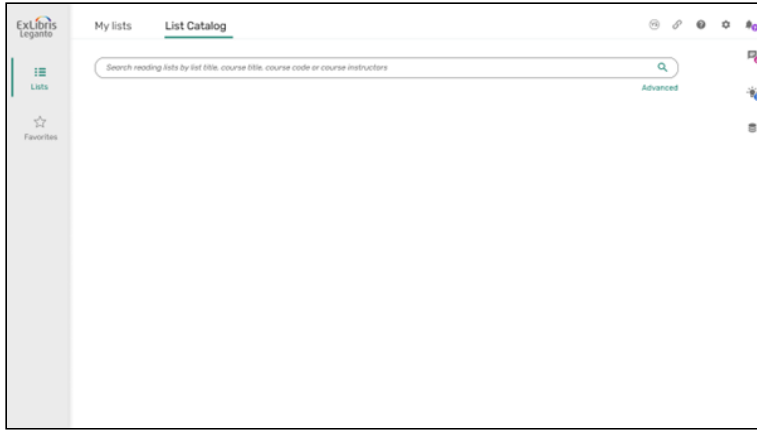 ExLibris
Leganto
My lists
List Catalog
Search reading lists by list title, course title, course code or course instructors
Advanced
Lists
Favorites